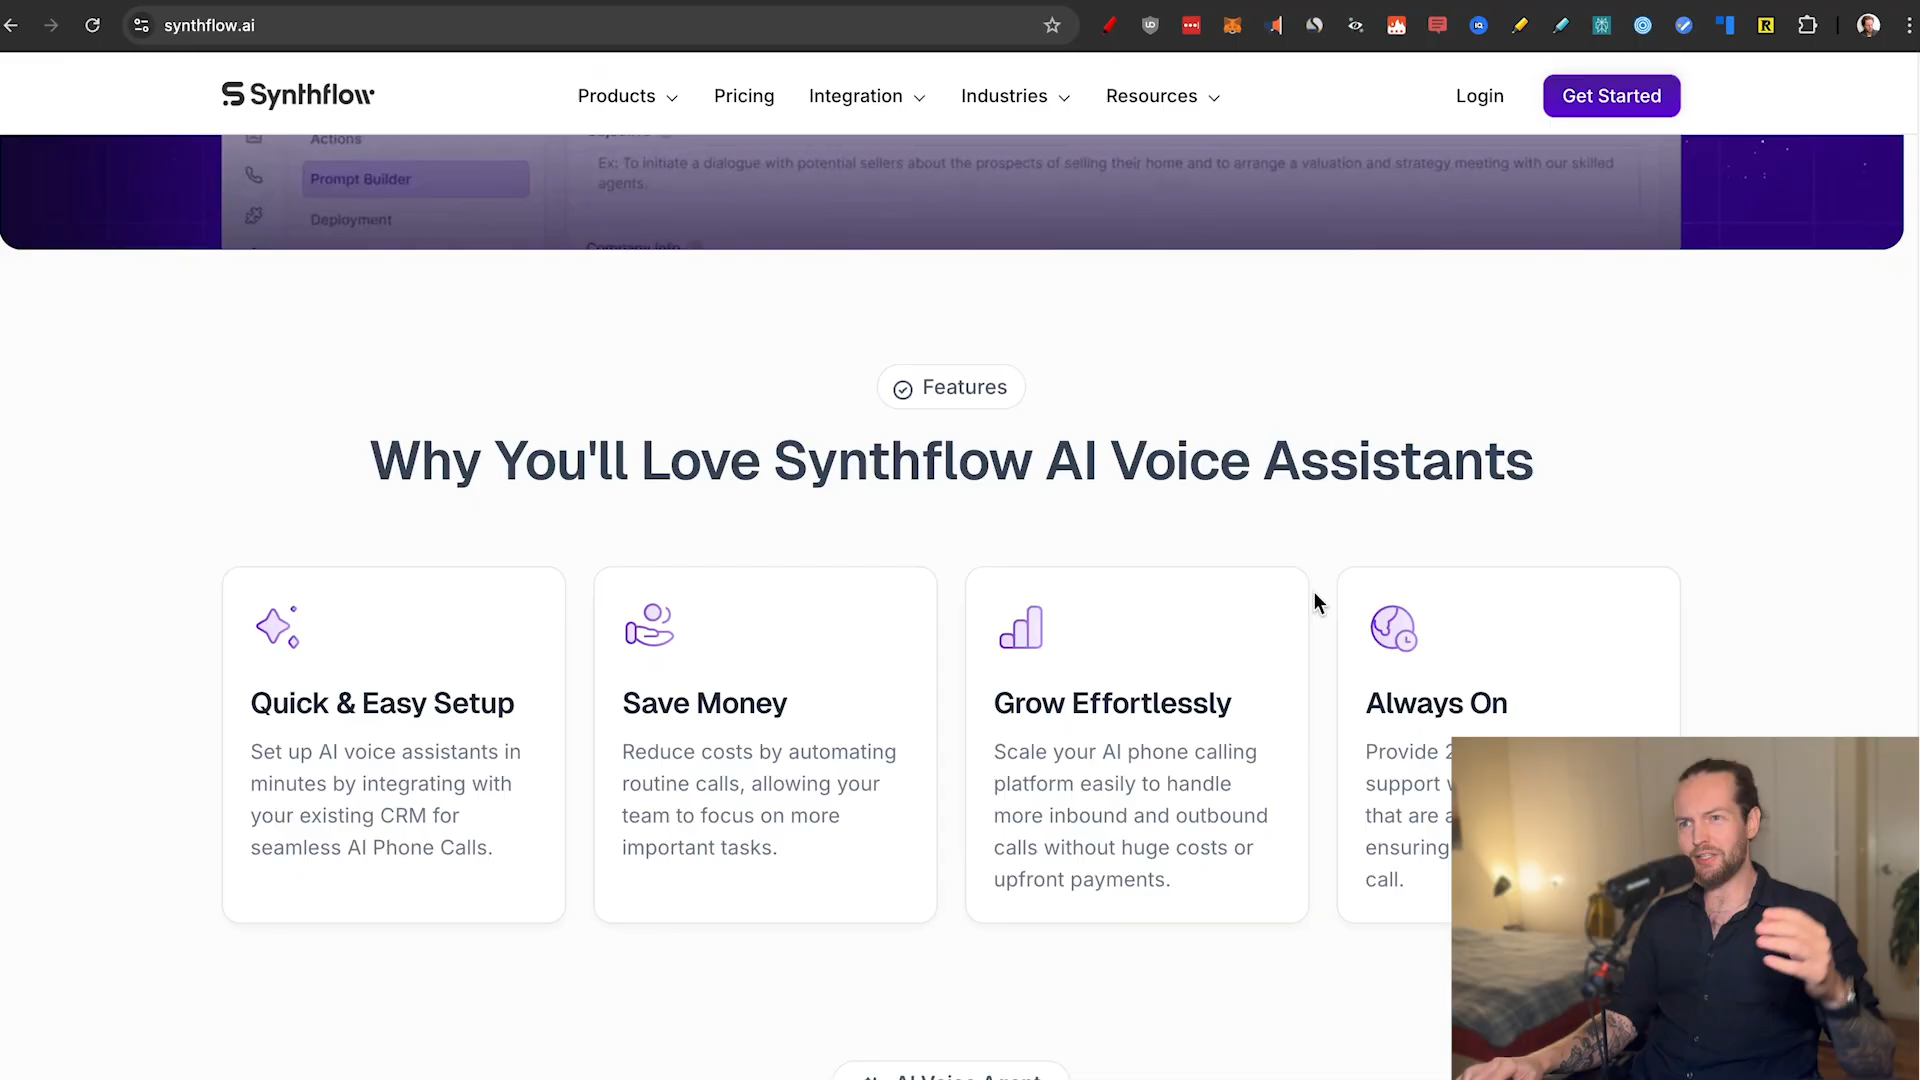 synthflow.ai
Synthflow
Products
Pricing
Integration
Industries
Resources
Login
Get Started
Actions
Prompt Builder
Deployment
Ex: To initiate a dialogue with potential sellers about the prospects of selling their home and to arrange a valuation and strategy meeting with our skilled
agents.
Company info
Features
Why You'll Love Synthflow AI Voice Assistants
Quick & Easy Setup
Set up AI voice assistants in
minutes by integrating with
your existing CRM for
seamless AI Phone Calls.
Save Money
Reduce costs by automating
routine calls, allowing your
team to focus on more
important tasks.
Grow Effortlessly
Scale your AI phone calling
platform easily to handle
more inbound and outbound
calls without huge costs or
upfront payments.
Always On
Provide 2
support
that are
ensuring
call.
AI Voice Agent